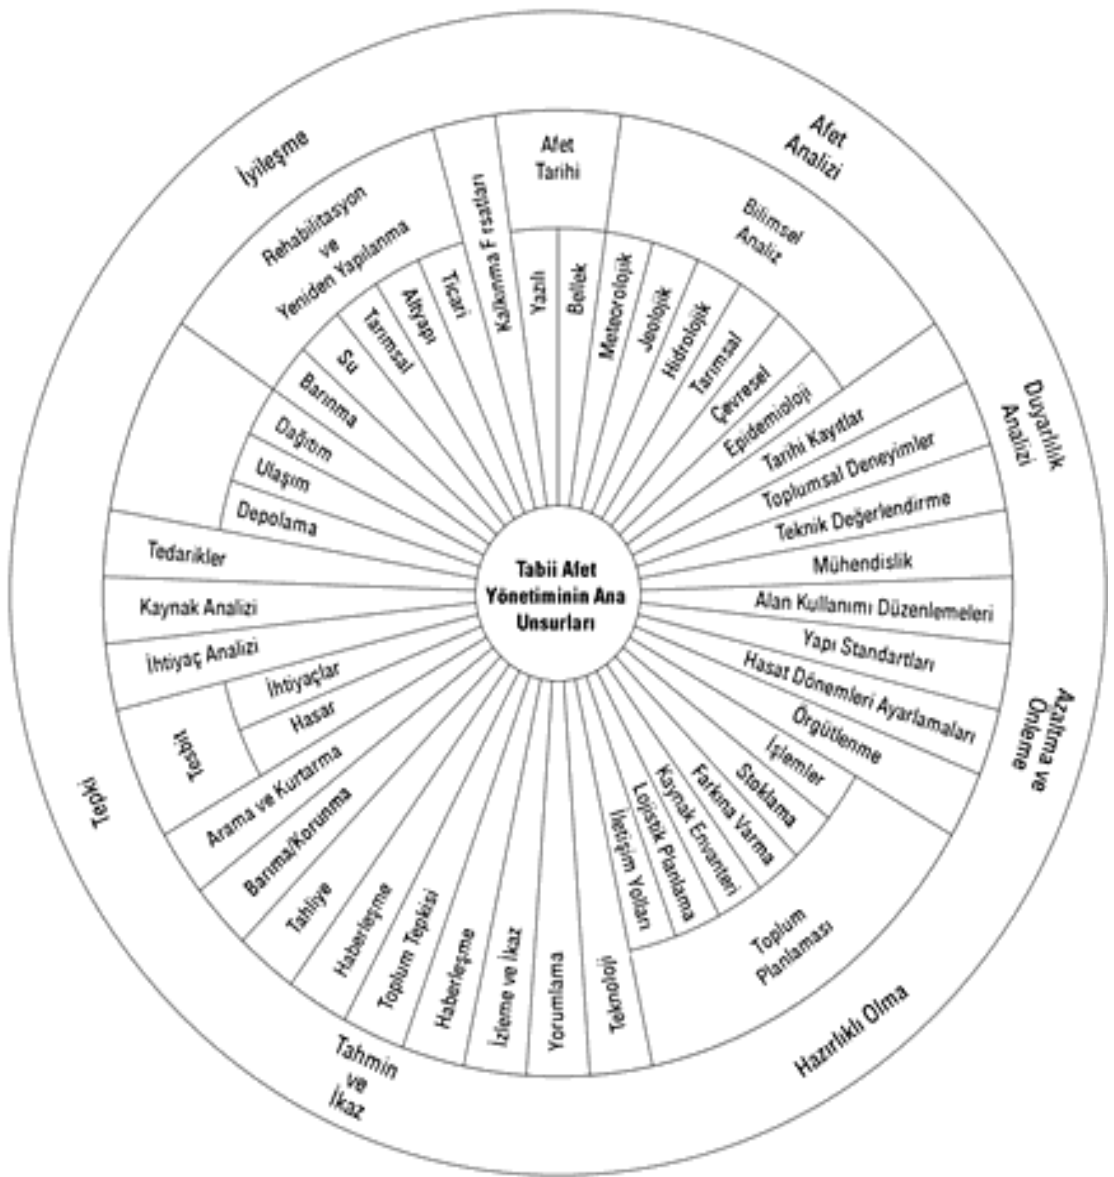 Tabii Afet
Yönetiminin Ana
Unsurları
Afet
Analizi
Duyarlılık
Analizi
Azaltma ve
Önleme
Hazırlıklı Olma
Tahmin
ve
İkaz
Tepki
İyileşme
Afet
Tarihi
Yazılı
Bellek
Bilimsel
Analiz
Meteorolojik
Jeolojik
Hidrolojik
Tarımsal
Çevresel
Epidemioloji
Tarihi Kayıtlar
Toplumsal Deneyimler
Teknik Değerlendirme
Mühendislik
Alan Kullanımı Düzenlemeleri
Yapı Standartları
Hasat Dönemleri Ayarlamaları
Örgütlenme
Toplum
Planlaması
İşlemler
Stoklama
Farkına Varma
Kaynak Envanteri
Lojistik Planlama
İletişim Yolları
Teknoloji
Yorumlama
İzleme ve İkaz
Haberleşme
Toplum Tepkisi
Haberleşme
Tahliye
Barıma/Korunma
Arama ve Kurtarma
Tesbit
Hasar
İhtiyaçlar
İhtiyaç Analizi
Kaynak Analizi
Tedarikler
Depolama
Ulaşım
Dağıtım
Rehabilitasyon
ve
Yeniden Yapılanma
Barınma
Su
Tarımsal
Altyapı
Ticari
Kalkınma Fırsatları